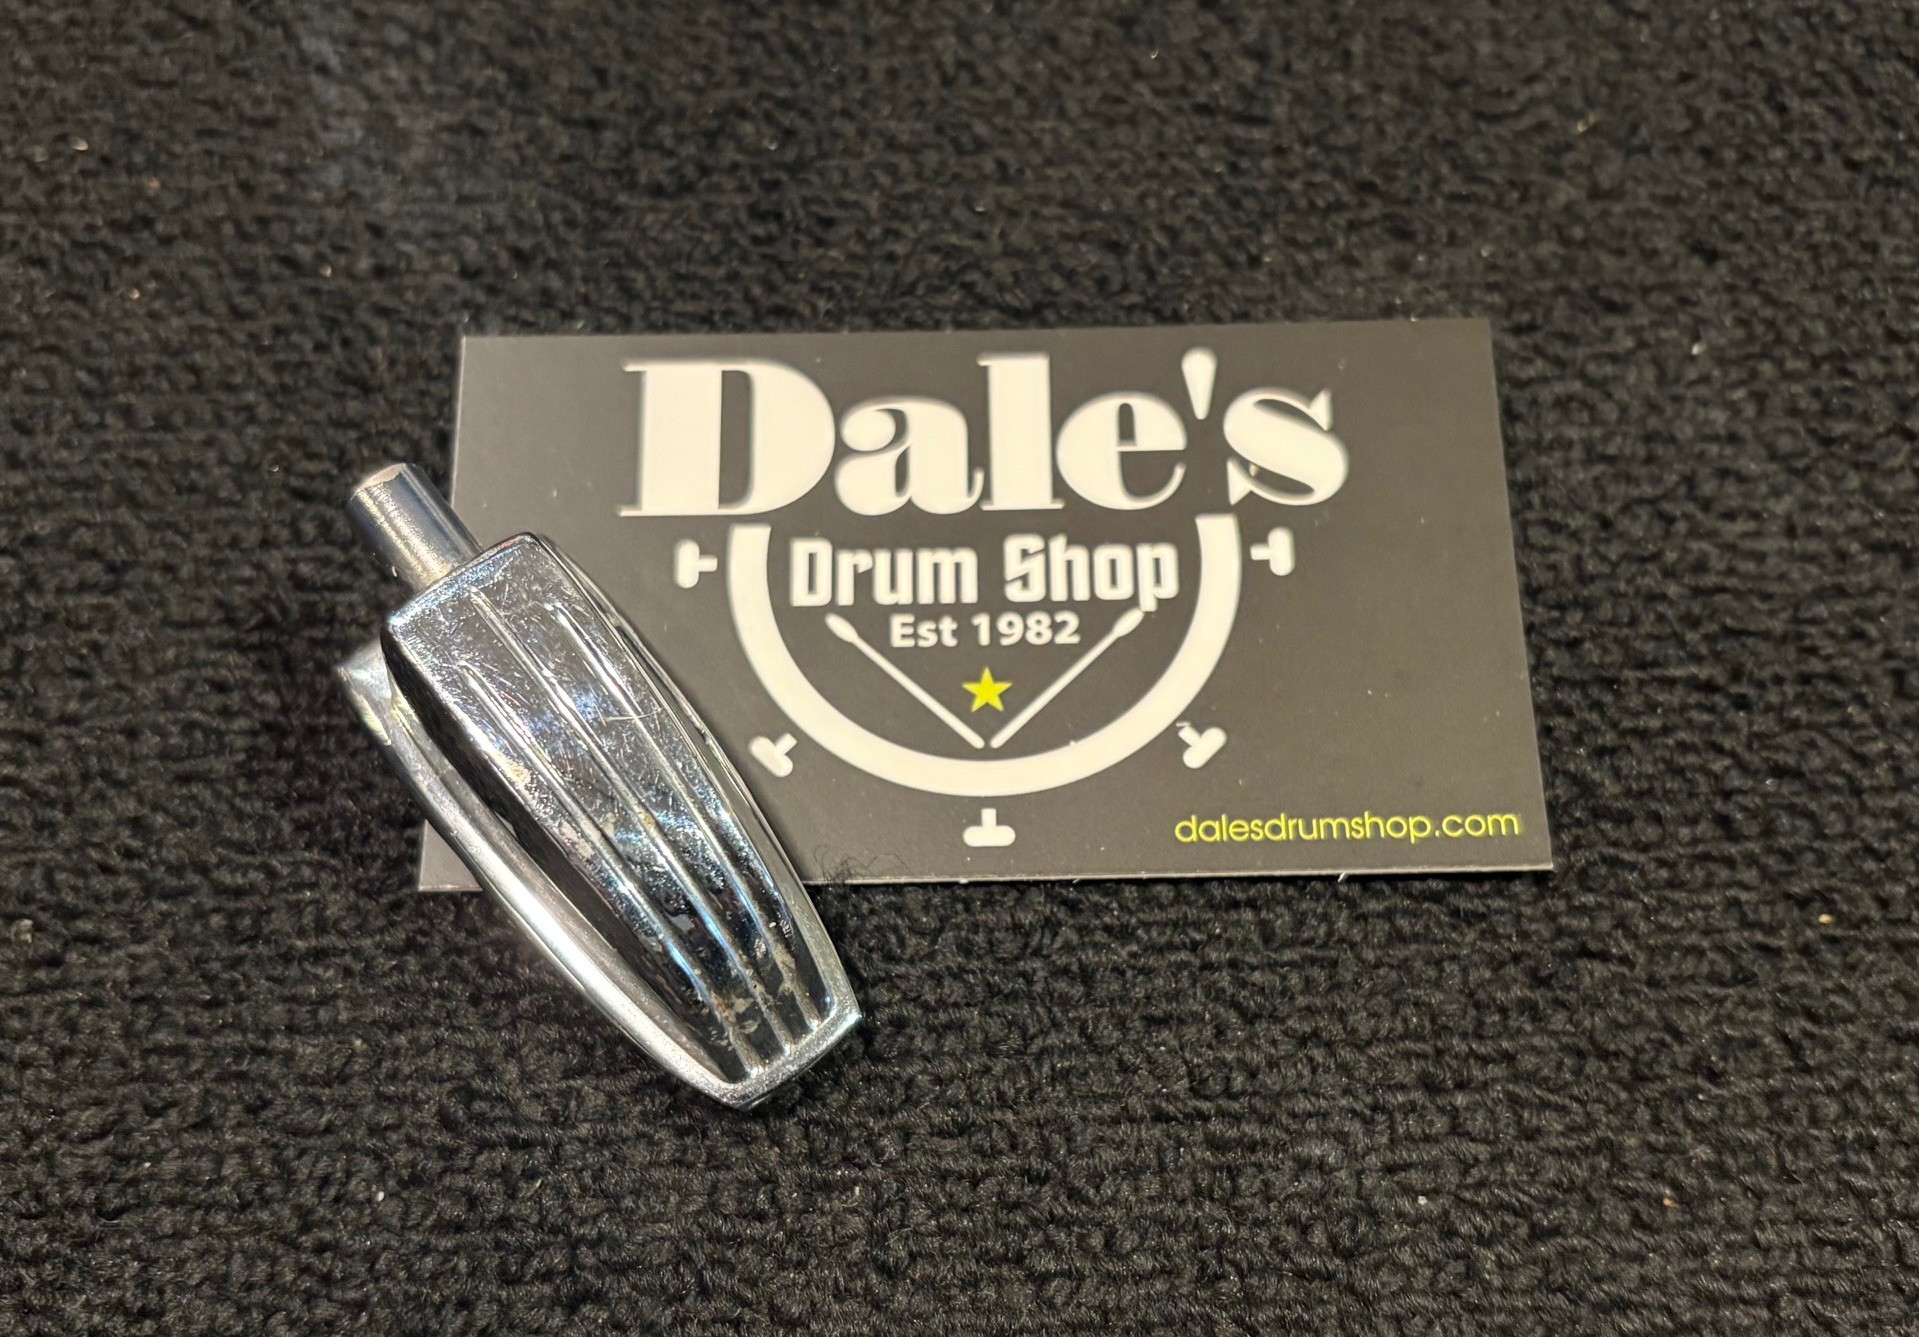 Dale's
Drum Shop
Est 1982
dalesdrumshop.com